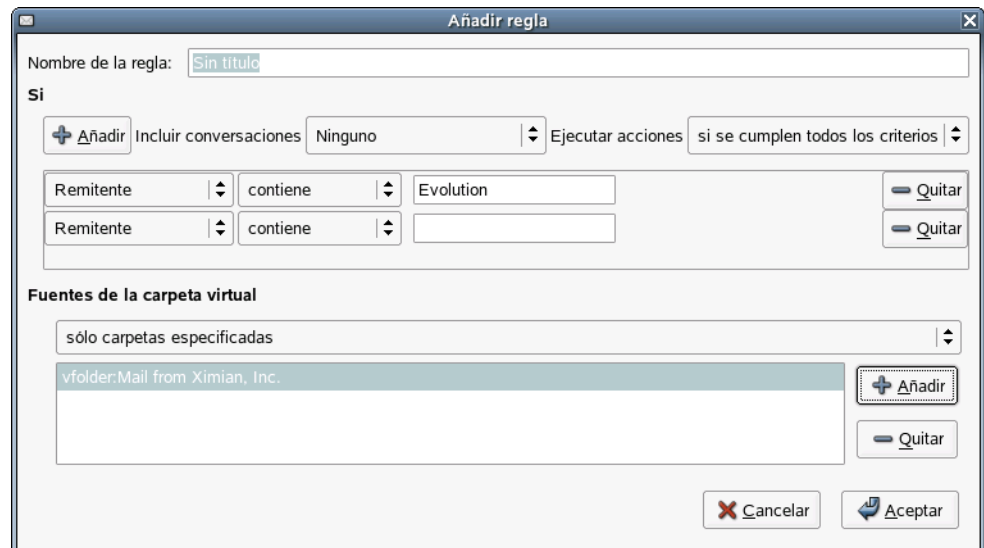 Añadir regla
Nombre de la regla: Sin título
Si
Añadir Incluir conversaciones Ninguno Ejecutar acciones si se cumplen todos los criterios
Remitente contiene Evolution Quitar
Remitente contiene Quitar
Fuentes de la carpeta virtual
sólo carpetas especificadas
vfolder:Mail from Ximian, Inc.
Añadir
Quitar
Cancelar Aceptar